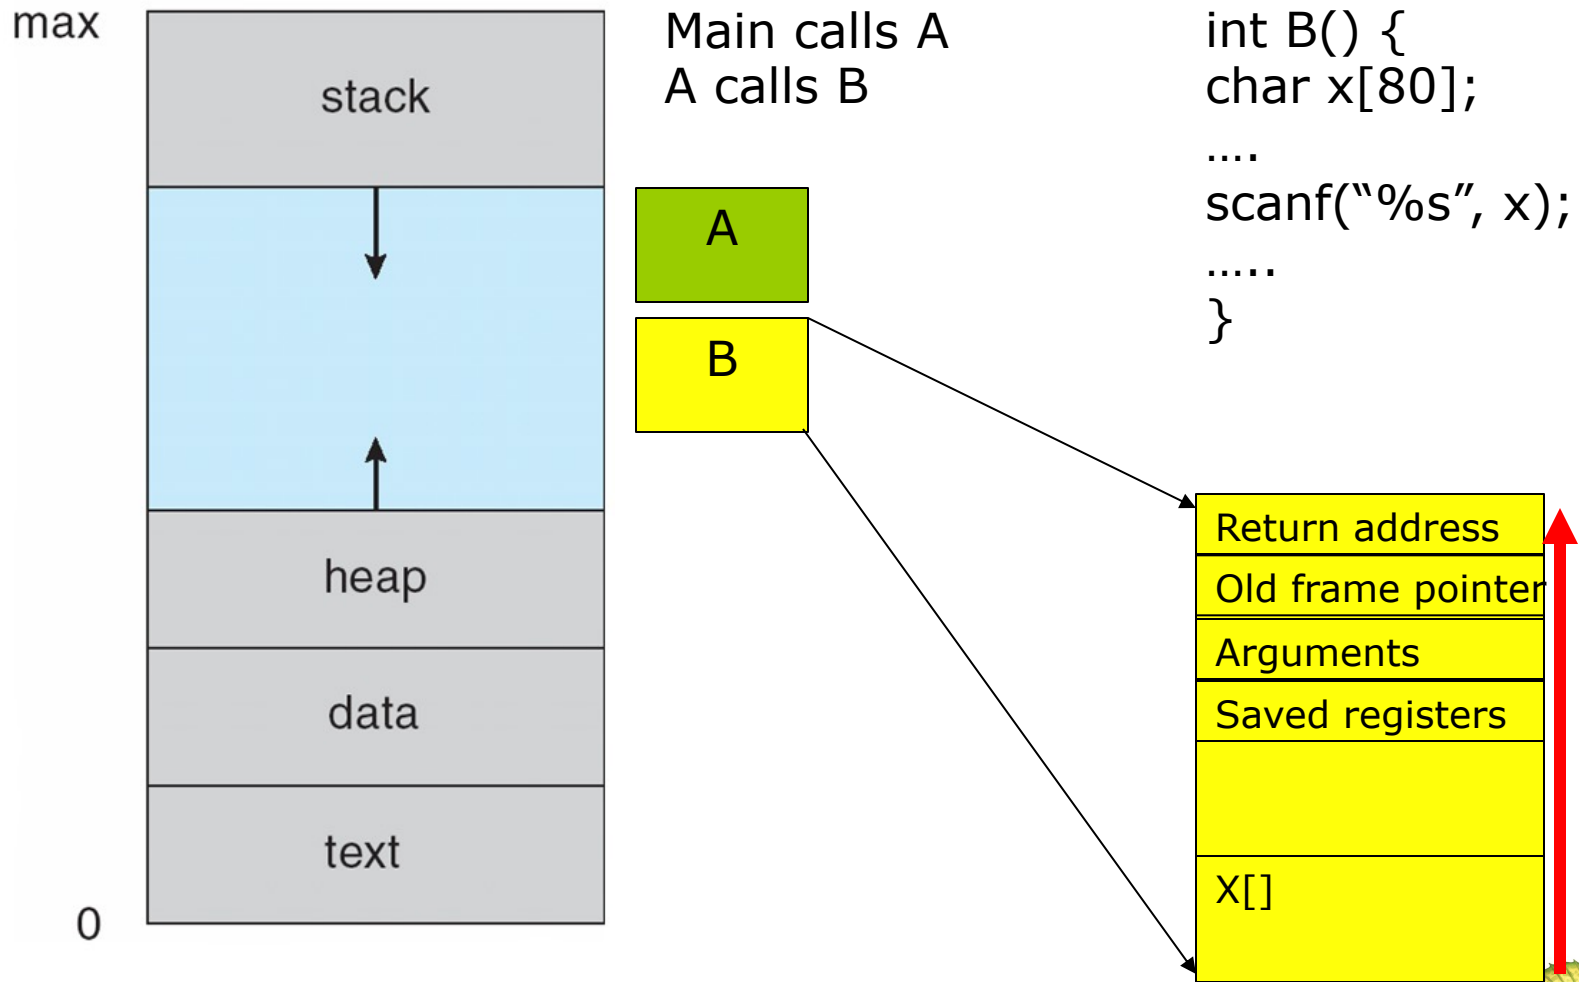 max
stack
heap
data
text
0
Main calls A
A calls B
A
B
int B() {
char x[80];
….
scanf(“%s”, x);
…..
}
Return address
Old frame pointer
Arguments
Saved registers
X[]